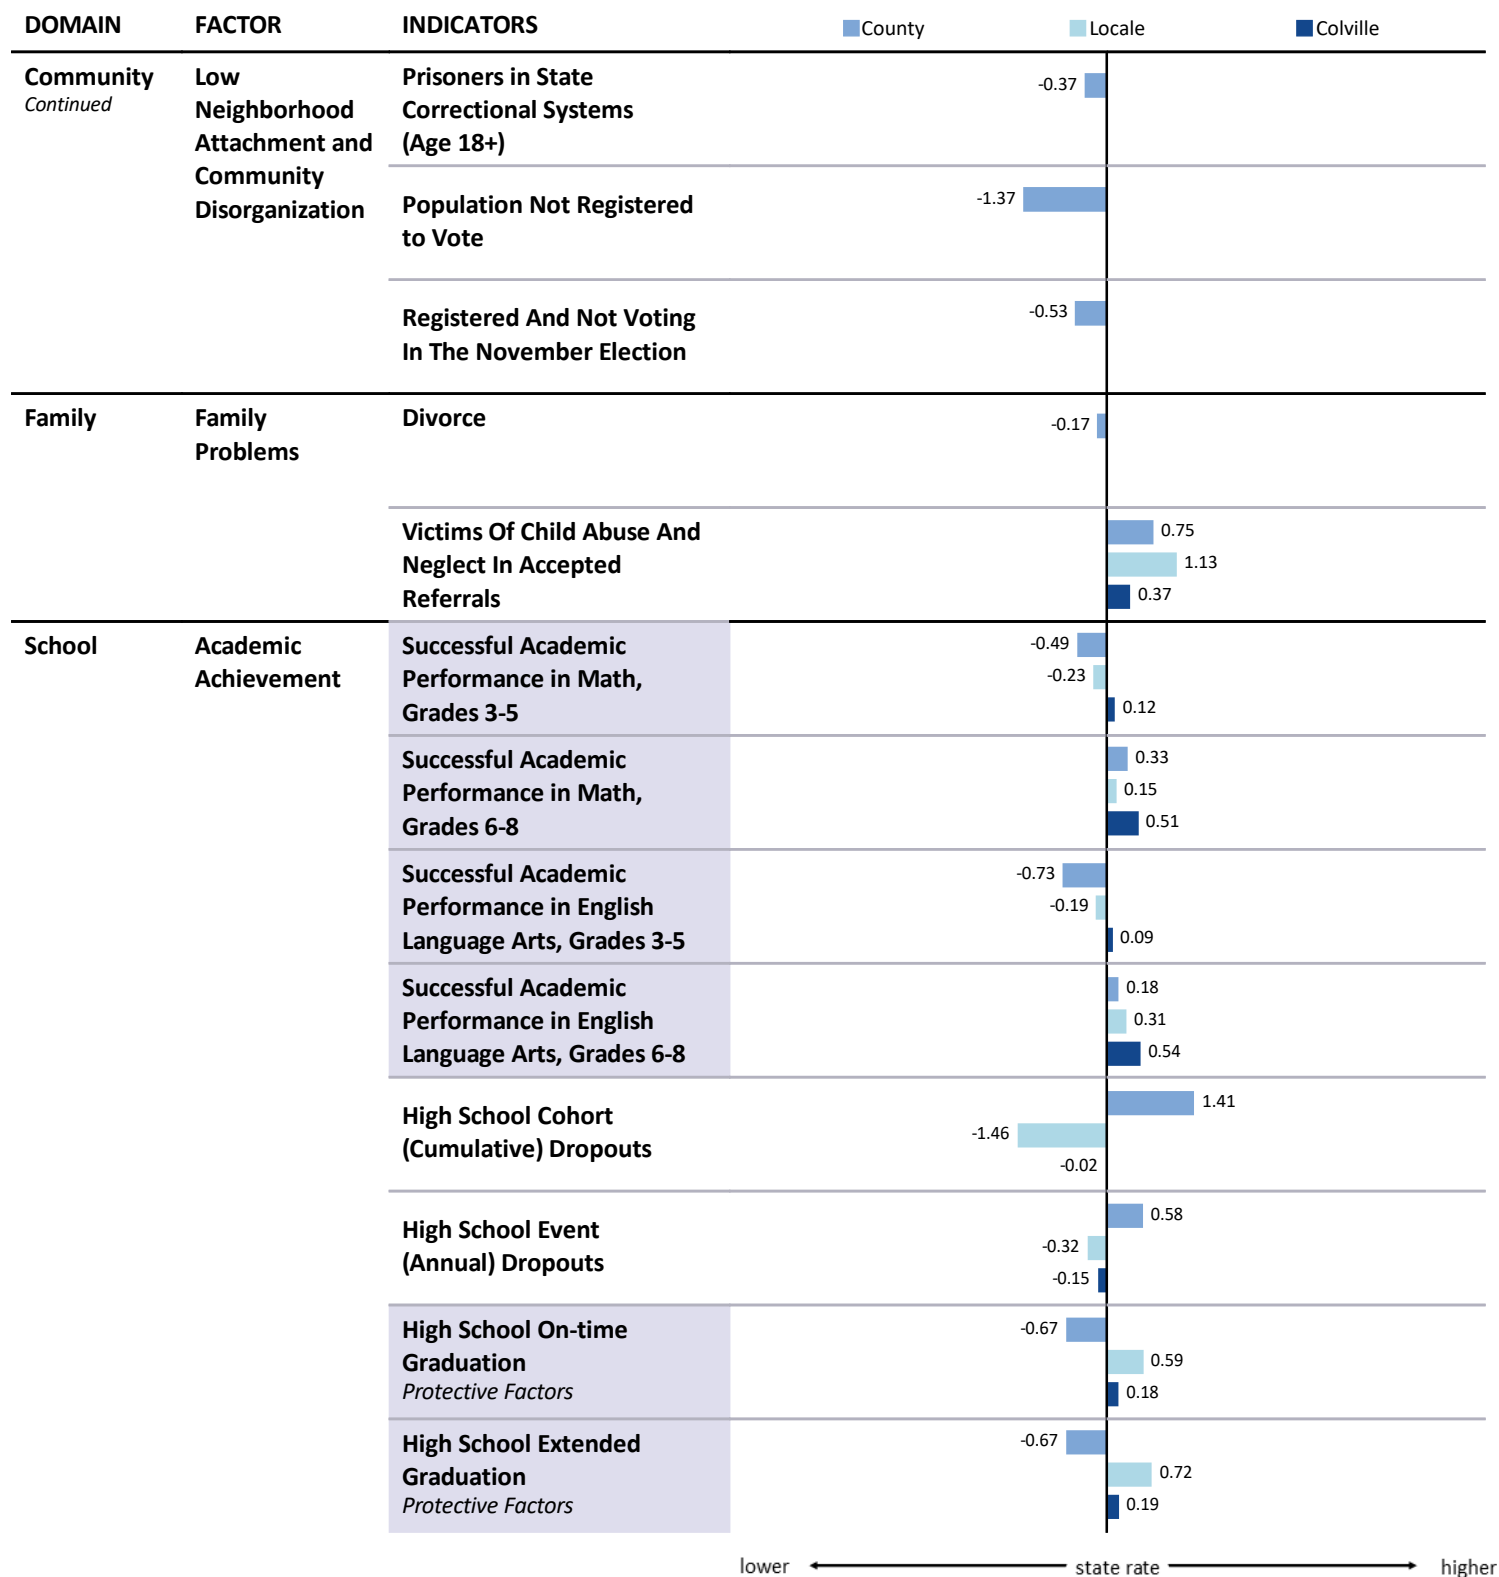 DOMAIN FACTOR INDICATORS County Locale Colville
Community
Continued
Low
Neighborhood
Attachment and
Community
Disorganization
Prisoners in State
Correctional Systems
(Age 18+)
-0.37
Population Not Registered
to Vote
-1.37
Registered And Not Voting
In The November Election
-0.53
Family
Family
Problems
Divorce
-0.17
Victims Of Child Abuse And
Neglect In Accepted
Referrals
0.75
1.13
0.37
School
Academic
Achievement
Successful Academic
Performance in Math,
Grades 3-5
-0.49
-0.23
0.12
Successful Academic
Performance in Math,
Grades 6-8
0.33
0.15
0.51
Successful Academic
Performance in English
Language Arts, Grades 3-5
-0.73
-0.19
0.09
Successful Academic
Performance in English
Language Arts, Grades 6-8
0.18
0.31
0.54
High School Cohort
(Cumulative) Dropouts
1.41
-1.46
-0.02
High School Event
(Annual) Dropouts
0.58
-0.32
-0.15
High School On-time
Graduation
Protective Factors
-0.67
0.59
0.18
High School Extended
Graduation
Protective Factors
-0.67
0.72
0.19
lower state rate higher